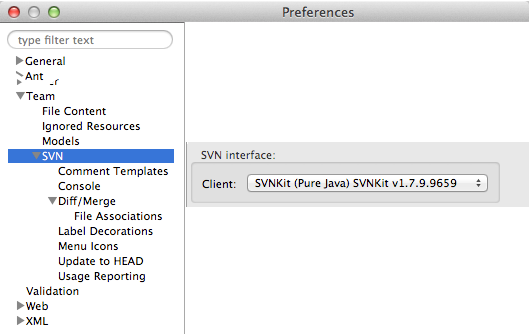 Preferences
type filter text
General
Ant
Team
File Content
Ignored Resources
Models
SVN
Comment Templates
Console
Diff/Merge
File Associations
Label Decorations
Menu Icons
Update to HEAD
Usage Reporting
Validation
Web
XML
SVN interface:
Client: SVNKit (Pure Java) SVNKit v1.7.9.9659